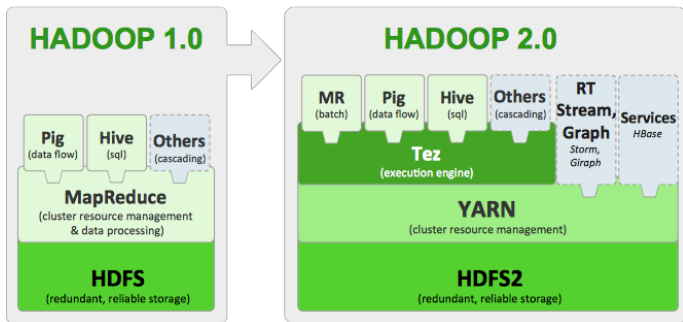 HADOOP 1.0
Pig
(data flow)
Hive
(sql)
Others
(cascading)
MapReduce
(cluster resource management
& data processing)
HDFS
(redundant, reliable storage)
HADOOP 2.0
MR
(batch)
Pig
(data flow)
Hive
(sql)
Others
(cascading)
RT
Stream,
Graph
Storm,
Giraph
Services
HBase
Tez
(execution engine)
YARN
(cluster resource management)
HDFS2
(redundant, reliable storage)